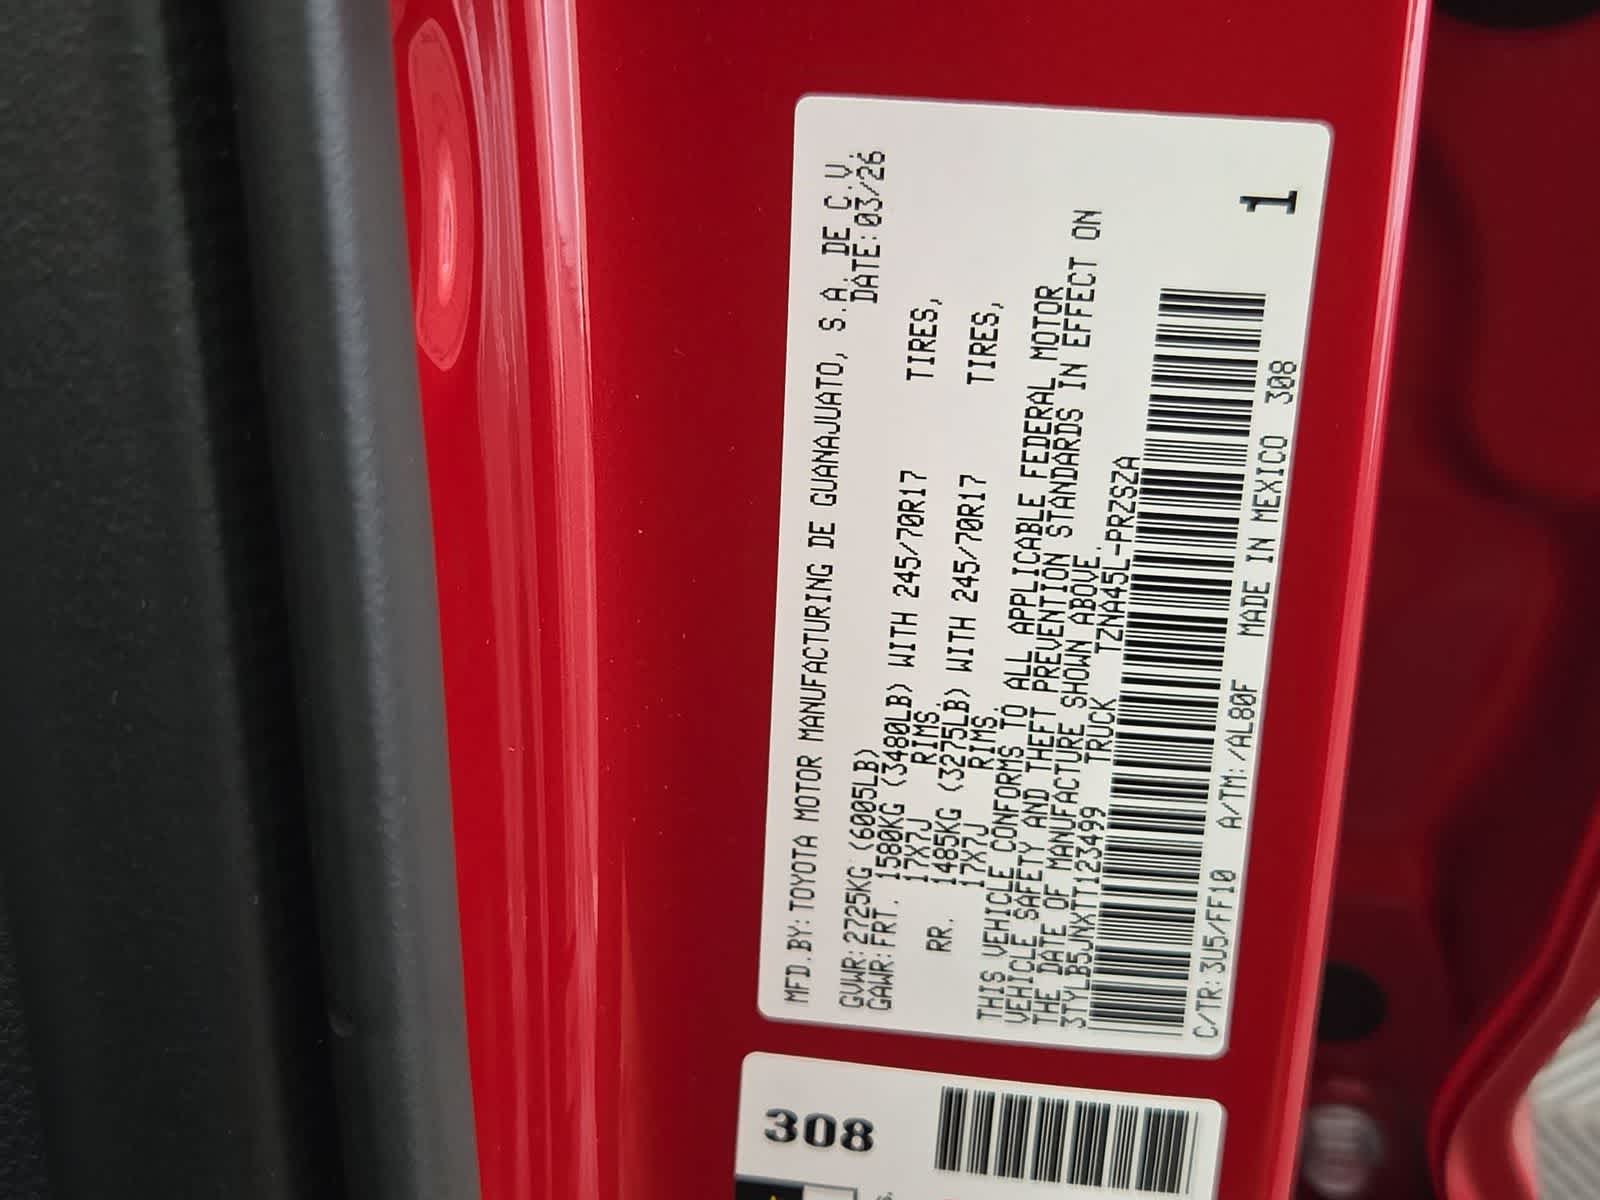 MFD.BY:TOYOTA MOTOR MANUFACTURING DE GUANAJUATO, S.A. DE C.V.
DATE:03/26
GVWR:2725KG (6005LB)
GAWR:FRT. 1580KG (3480LB) WITH 245/70R17 TIRES,
17X7J RIMS.
RR. 1485KG (3275LB) WITH 245/70R17 TIRES,
17X7J RIMS.
THIS VEHICLE CONFORMS TO ALL APPLICABLE FEDERAL MOTOR
VEHICLE SAFETY AND THEFT PREVENTION STANDARDS IN EFFECT ON
THE DATE OF MANUFACTURE SHOWN ABOVE.
3TYLB5JNXTT123499 TRUCK TZNA45L-PRZSZA
C/TR:3U5/FF10 A/TM:/AL80F MADE IN MEXICO 308
1
308